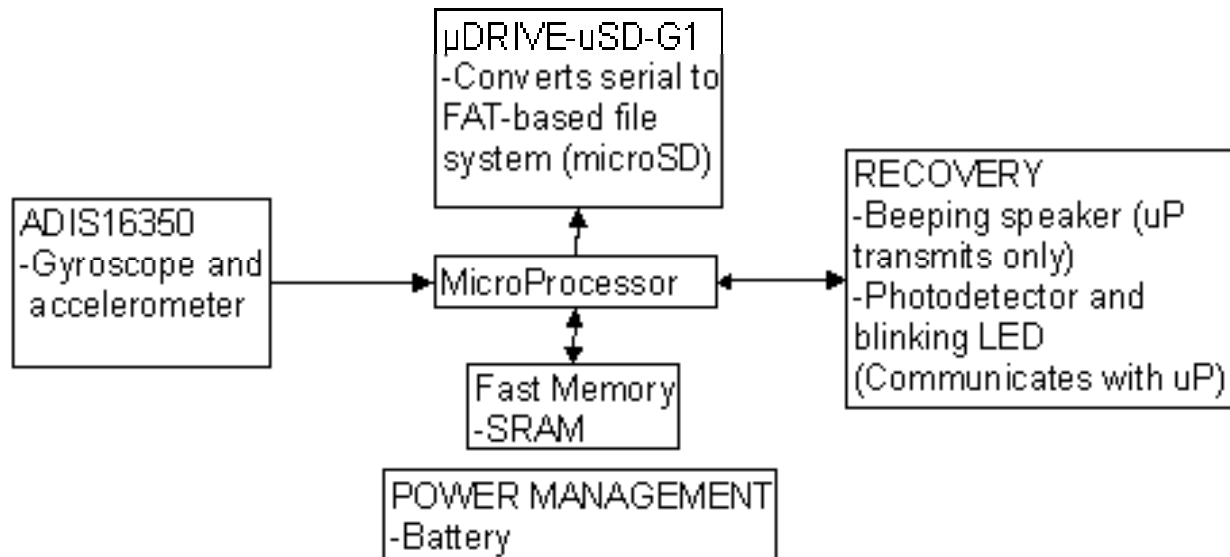 µDRIVE-uSD-G1
-Converts serial to
FAT-based file
system (microSD)
ADIS16350
-Gyroscope and
accelerometer
MicroProcessor
RECOVERY
-Beeping speaker (uP
transmits only)
-Photodetector and
blinking LED
(Communicates with uP)
Fast Memory
-SRAM
POWER MANAGEMENT
-Battery